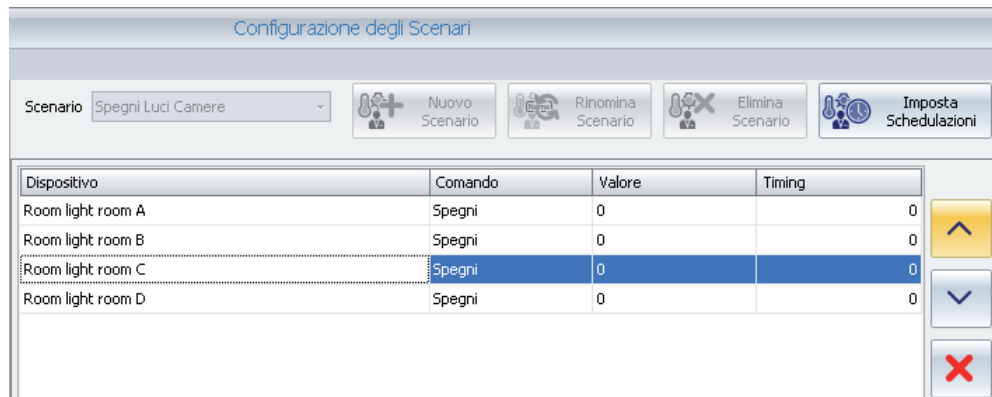 Configurazione degli Scenari
Scenario Spegni Luci Camere Nuovo Scenario Rinomina Scenario Elimina Scenario Imposta Schedulazioni
Dispositivo Comando Valore Timing
Room light room A Spegni 0 0
Room light room B Spegni 0 0
Room light room C Spegni 0 0
Room light room D Spegni 0 0